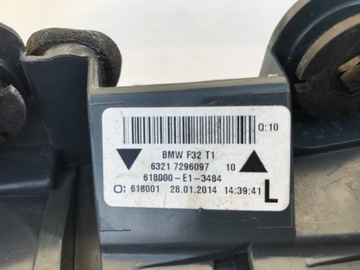 Q:10
BMW F32 T1
6321 7296097 10
618000-E1-3484
O: 618001 28.01.2014 14:39:41 L